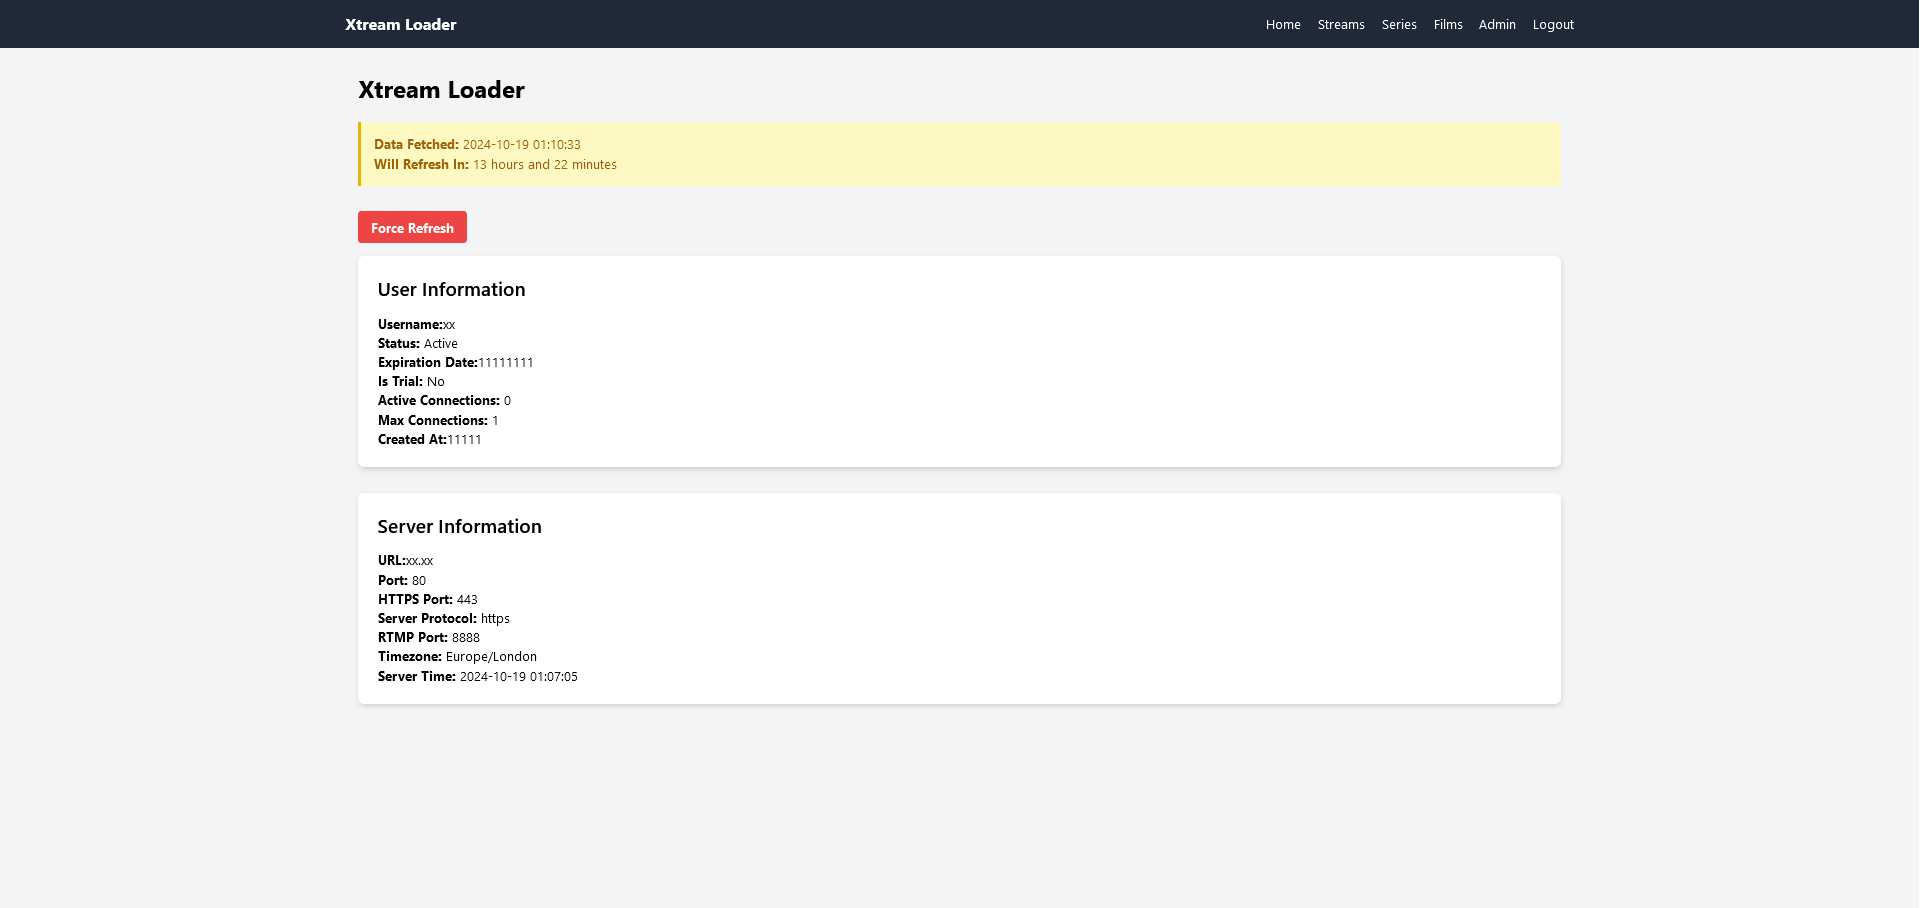 Xtream Loader
Home Streams Series Films Admin Logout
Xtream Loader
Data Fetched: 2024-10-19 01:10:33
Will Refresh In: 13 hours and 22 minutes
Force Refresh
User Information
Username:xx
Status: Active
Expiration Date:11111111
Is Trial: No
Active Connections: 0
Max Connections: 1
Created At:11111
Server Information
URL:xx.xx
Port: 80
HTTPS Port: 443
Server Protocol: https
RTMP Port: 8888
Timezone: Europe/London
Server Time: 2024-10-19 01:07:05